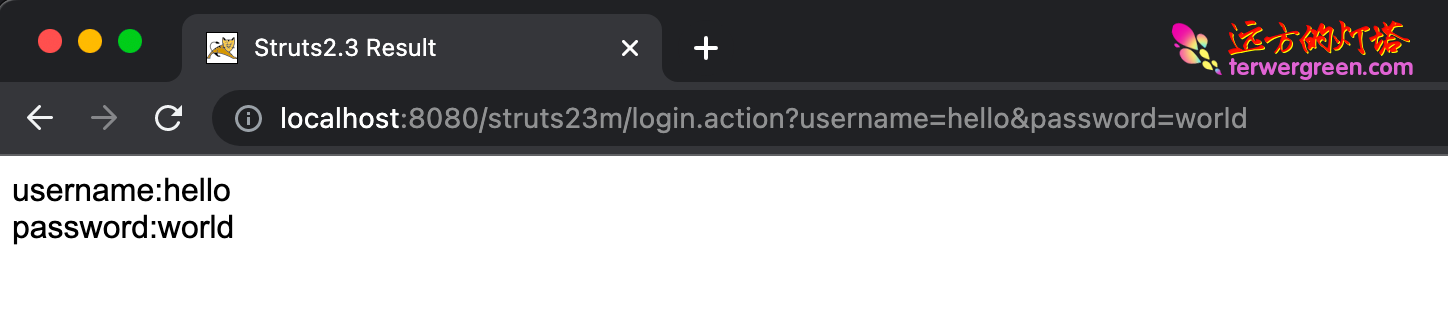 Struts2.3 Result
远方的灯塔
terwergreen.com
localhost:8080/struts23m/login.action?username=hello&password=world
username:hello
password:world